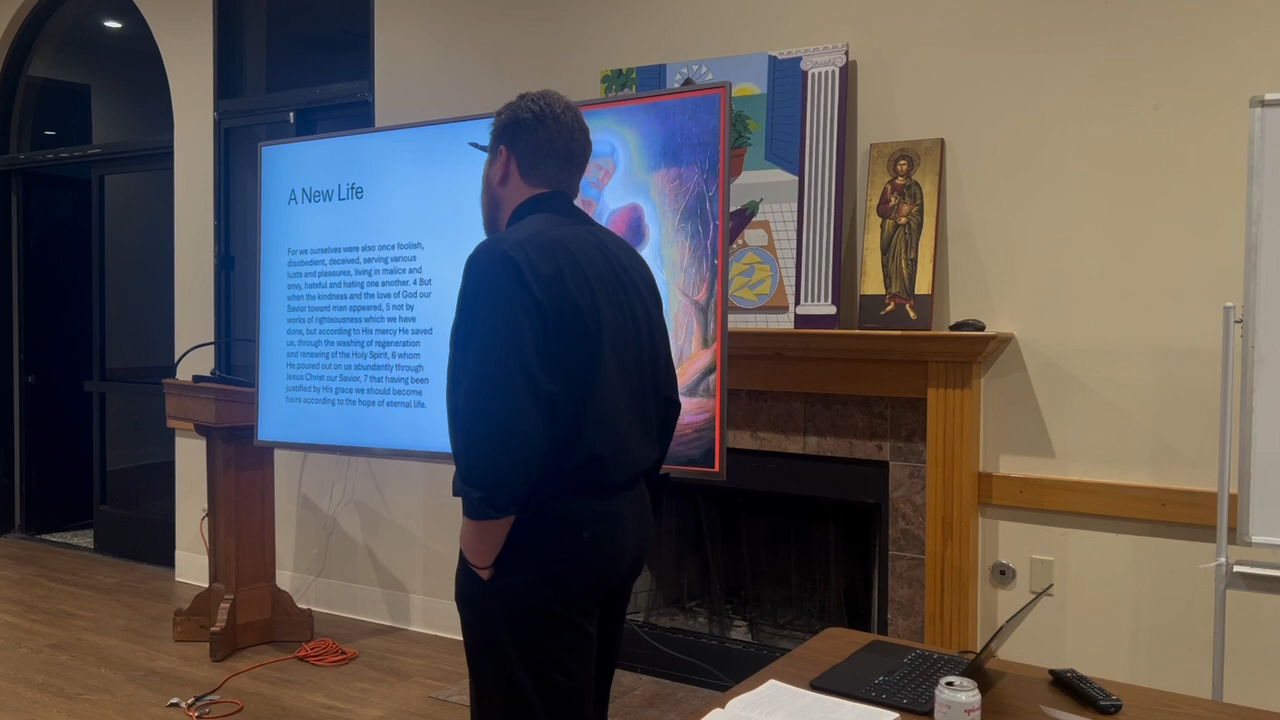 A New Life
For we ourselves were also once foolish,
disobedient, deceived, serving various
lusts and pleasures, living in malice and
envy, hateful and hating one another. 4 But
when the kindness and the love of God our
Savior toward man appeared, 5 not by
works of righteousness which we have
done, but according to His mercy He saved
us, through the washing of regeneration
and renewing of the Holy Spirit, 6 whom
He poured out on us abundantly through
Jesus Christ our Savior, 7 that having been
justified by His grace we should become
heirs according to the hope of eternal life.